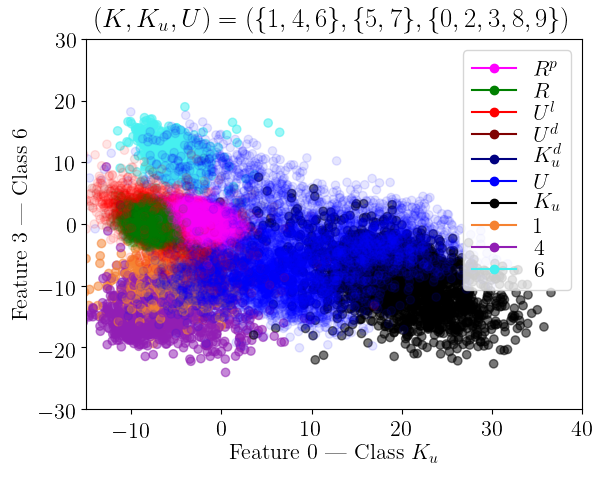 (K, K_u, U) = ({1, 4, 6}, {5, 7}, {0, 2, 3, 8, 9})
30
20
10
0
−10
−20
−30
Feature 3 — Class 6
−10
0
10
20
30
40
Feature 0 — Class K_u
R^p
R
U^l
U^d
K_u^d
U
K_u
1
4
6